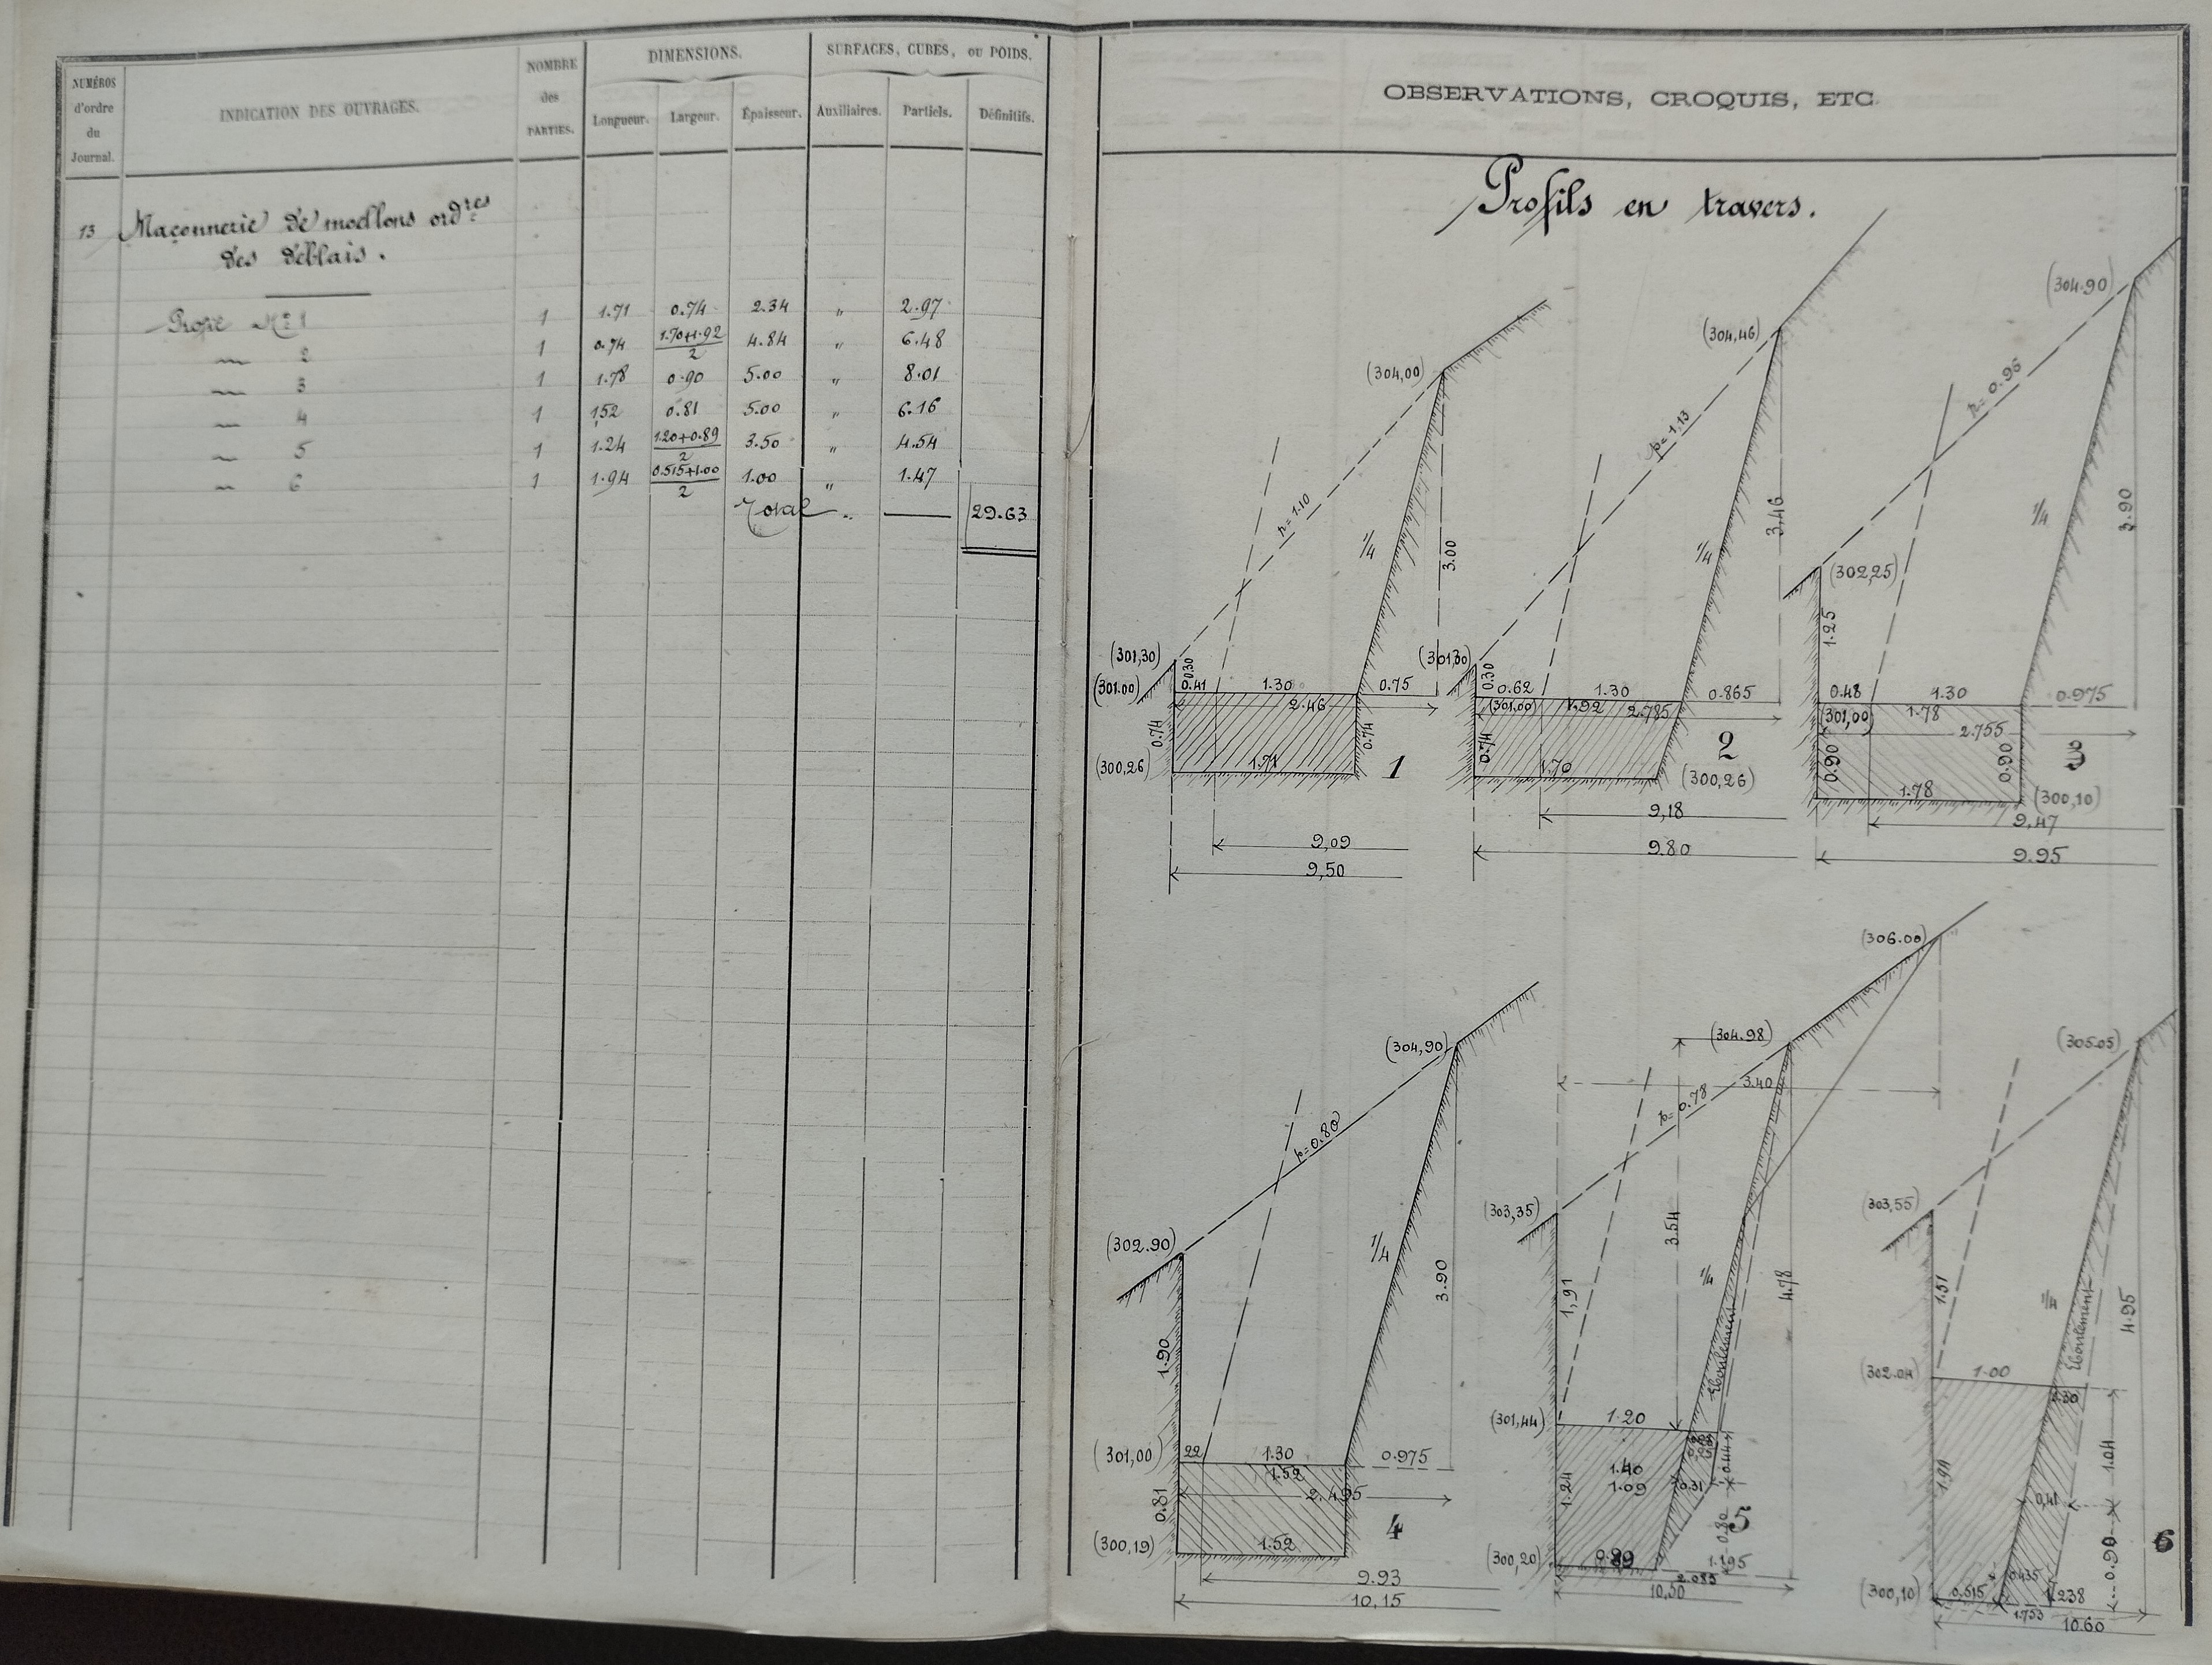 NUMÉROS d'ordre du Journal.
INDICATION DES OUVRAGES.
NOMBRE des PARTIES.
DIMENSIONS.
Longueur. Largeur. Épaisseur.
SURFACES, CUBES, ou POIDS.
Auxiliaires. Partiels. Définitifs.
13 Maçonnerie de moellons ordres
des déblais.
Profil No 1 1 1.71 0.74 2.34 " 2.97
~ 2 1 0.74 1.70+1.92/2 4.84 " 6.48
~ 3 1 1.78 0.90 5.00 " 8.01
~ 4 1 1,52 0.81 5.00 " 6.16
~ 5 1 1.24 1.20+0.89/2 3.50 " 4.54
~ 6 1 1.94 0.515+1.00/2 1.00 " 1.47
Total 29.63
OBSERVATIONS, CROQUIS, ETC.
Profils en travers.
(304,00)
p=1.10
1/4
3.00
(301,30)
0.30
(301.00)
0.41 1.30 0.75
2.46
0.74 0.74
(300,26) 1.71 1
9,09
9,50
(304,46)
p=1,13
1/4
3,46
(301,30)
0.30
0.62 1.30 0.865
(301,00) 1.92 2.785
0.74
2
1.70 (300,26)
9,18
9.80
(304.90)
p=0.96
1/4
3.90
(302,25)
1.25
0.48 1.30 0.975
(301,00) 1.78
2.755
0.90 0.90 3
1.78 (300,10)
9,47
9.95
(304,90)
p=0.80
1/4
3.90
(302.90)
1.90
(301,00) 22 1.30 0.975
1.52
2.495
0.81
4
(300,19) 1.52
9.93
10,15
(306.00)
(304.98)
3.40
p=0.78
(303,35)
3.54
1,91
1/4
4.78
Eboulement
(301,44) 1.20
0.44
1.40
1.09
0.31
1.24
5
0.80
(300,20) 0.89 1.195
2.085
10,50
(305.05)
(303,55)
1.51
1/4
Eboulement
4.95
(302.04) 1.00
0.30
1.04
1.94
0,41
0.90
6
(300,10) 0.515 0.435 1,238
1.753
10.60